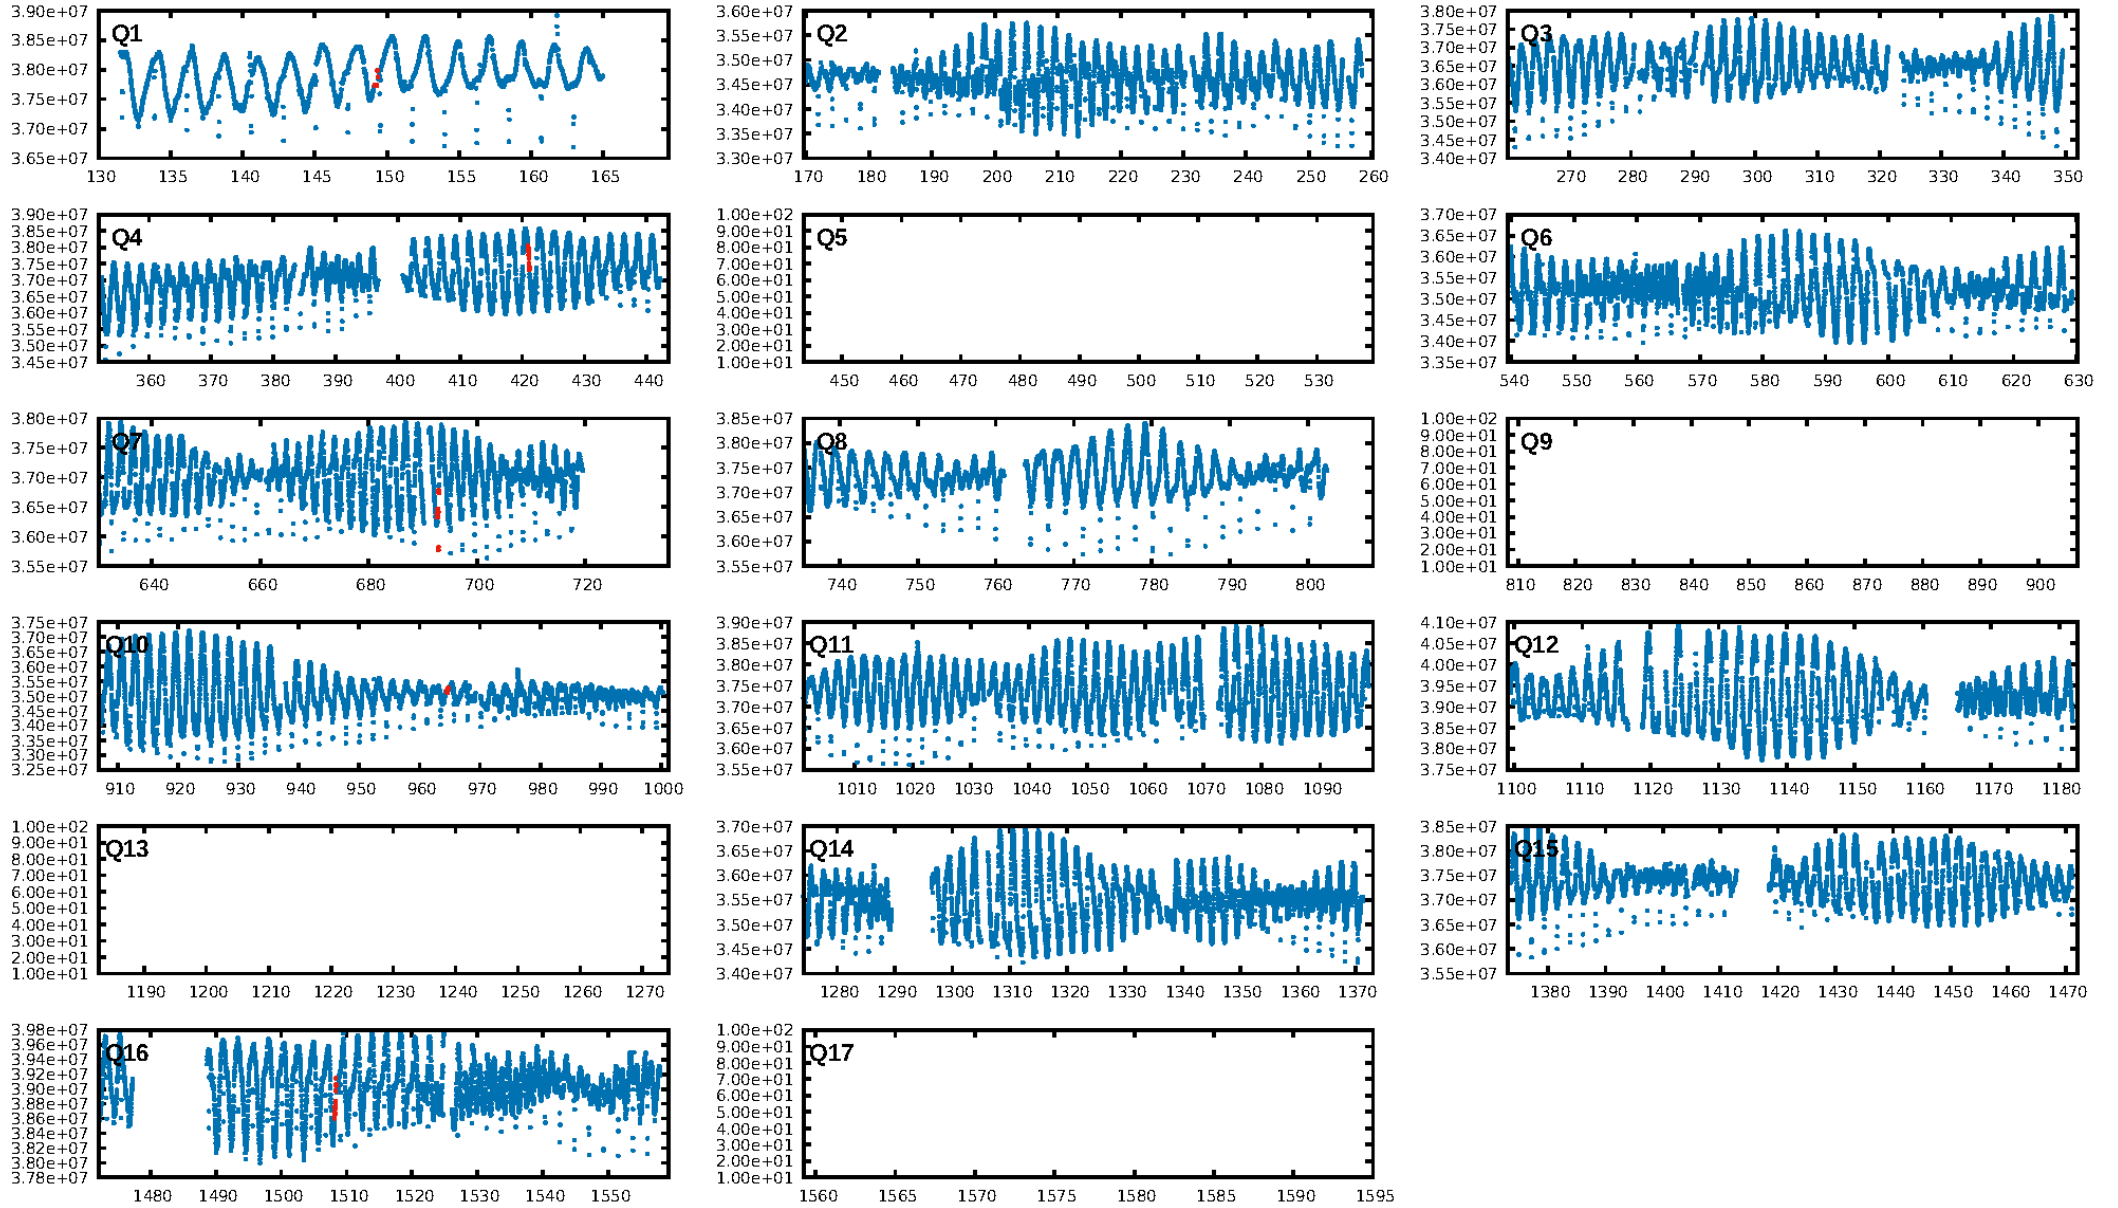 3.90e+07
3.85e+07
3.80e+07
3.75e+07
3.70e+07
3.65e+07
Q1
130 135 140 145 150 155 160 165
3.60e+07
3.55e+07
3.50e+07
3.45e+07
3.40e+07
3.35e+07
3.30e+07
Q2
170 180 190 200 210 220 230 240 250 260
3.80e+07
3.75e+07
3.70e+07
3.65e+07
3.60e+07
3.55e+07
3.50e+07
3.45e+07
3.40e+07
Q3
270 280 290 300 310 320 330 340 350
3.90e+07
3.85e+07
3.80e+07
3.75e+07
3.70e+07
3.65e+07
3.60e+07
3.55e+07
3.50e+07
3.45e+07
Q4
360 370 380 390 400 410 420 430 440
1.00e+02
9.00e+01
8.00e+01
7.00e+01
6.00e+01
5.00e+01
4.00e+01
3.00e+01
2.00e+01
1.00e+01
Q5
450 460 470 480 490 500 510 520 530
3.70e+07
3.65e+07
3.60e+07
3.55e+07
3.50e+07
3.45e+07
3.40e+07
3.35e+07
Q6
540 550 560 570 580 590 600 610 620 630
3.80e+07
3.75e+07
3.70e+07
3.65e+07
3.60e+07
3.55e+07
Q7
640 660 680 700 720
3.85e+07
3.80e+07
3.75e+07
3.70e+07
3.65e+07
3.60e+07
3.55e+07
Q8
740 750 760 770 780 790 800
1.00e+02
9.00e+01
8.00e+01
7.00e+01
6.00e+01
5.00e+01
4.00e+01
3.00e+01
2.00e+01
1.00e+01
Q9
810 820 830 840 850 860 870 880 890 900
3.75e+07
3.70e+07
3.65e+07
3.60e+07
3.55e+07
3.50e+07
3.45e+07
3.40e+07
3.35e+07
3.30e+07
3.25e+07
Q10
910 920 930 940 950 960 970 980 990 1000
3.90e+07
3.85e+07
3.80e+07
3.75e+07
3.70e+07
3.65e+07
3.60e+07
3.55e+07
Q11
1010 1020 1030 1040 1050 1060 1070 1080 1090
4.10e+07
4.05e+07
4.00e+07
3.95e+07
3.90e+07
3.85e+07
3.80e+07
3.75e+07
Q12
1100 1110 1120 1130 1140 1150 1160 1170 1180
1.00e+02
9.00e+01
8.00e+01
7.00e+01
6.00e+01
5.00e+01
4.00e+01
3.00e+01
2.00e+01
1.00e+01
Q13
1190 1200 1210 1220 1230 1240 1250 1260 1270
3.70e+07
3.65e+07
3.60e+07
3.55e+07
3.50e+07
3.45e+07
3.40e+07
Q14
1280 1290 1300 1310 1320 1330 1340 1350 1360 1370
3.85e+07
3.80e+07
3.75e+07
3.70e+07
3.65e+07
3.60e+07
3.55e+07
Q15
1380 1390 1400 1410 1420 1430 1440 1450 1460 1470
3.98e+07
3.96e+07
3.94e+07
3.92e+07
3.90e+07
3.88e+07
3.86e+07
3.84e+07
3.82e+07
3.80e+07
3.78e+07
Q16
1480 1490 1500 1510 1520 1530 1540 1550
1.00e+02
9.00e+01
8.00e+01
7.00e+01
6.00e+01
5.00e+01
4.00e+01
3.00e+01
2.00e+01
1.00e+01
Q17
1560 1565 1570 1575 1580 1585 1590 1595